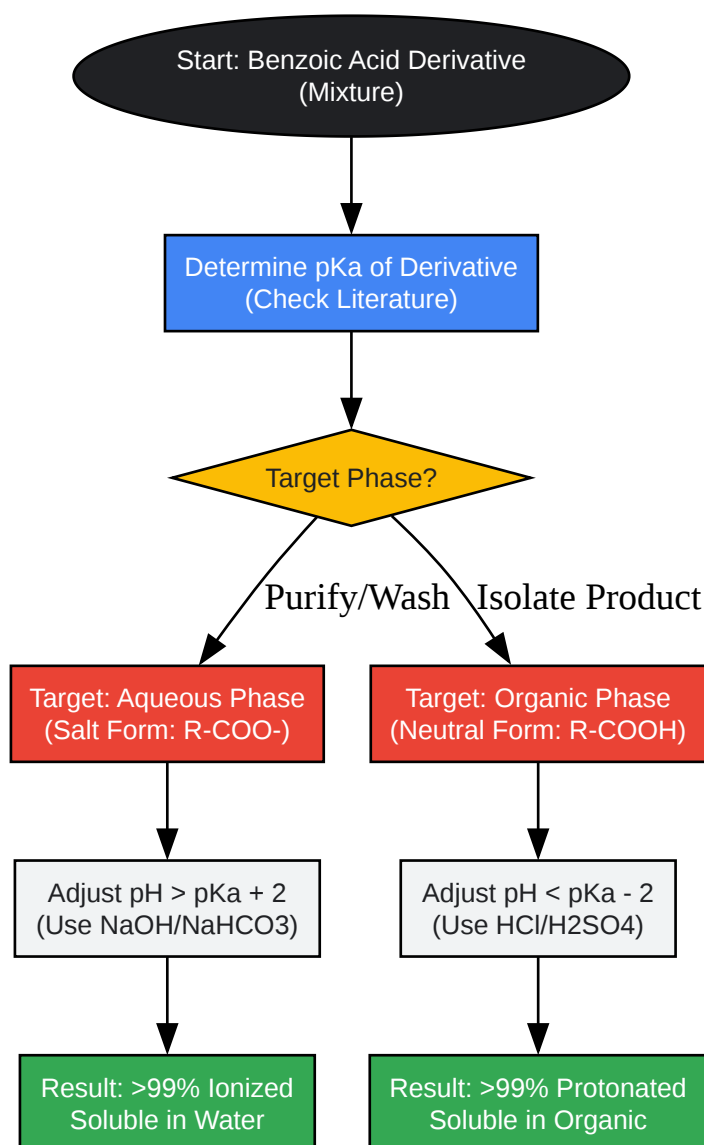 Start: Benzoic Acid Derivative
(Mixture)
Determine pKa of Derivative
(Check Literature)
Target Phase?
Purify/Wash
Isolate Product
Target: Aqueous Phase
(Salt Form: R-COO-)
Target: Organic Phase
(Neutral Form: R-COOH)
Adjust pH > pKa + 2
(Use NaOH/NaHCO3)
Adjust pH < pKa - 2
(Use HCl/H2SO4)
Result: >99% Ionized
Soluble in Water
Result: >99% Protonated
Soluble in Organic